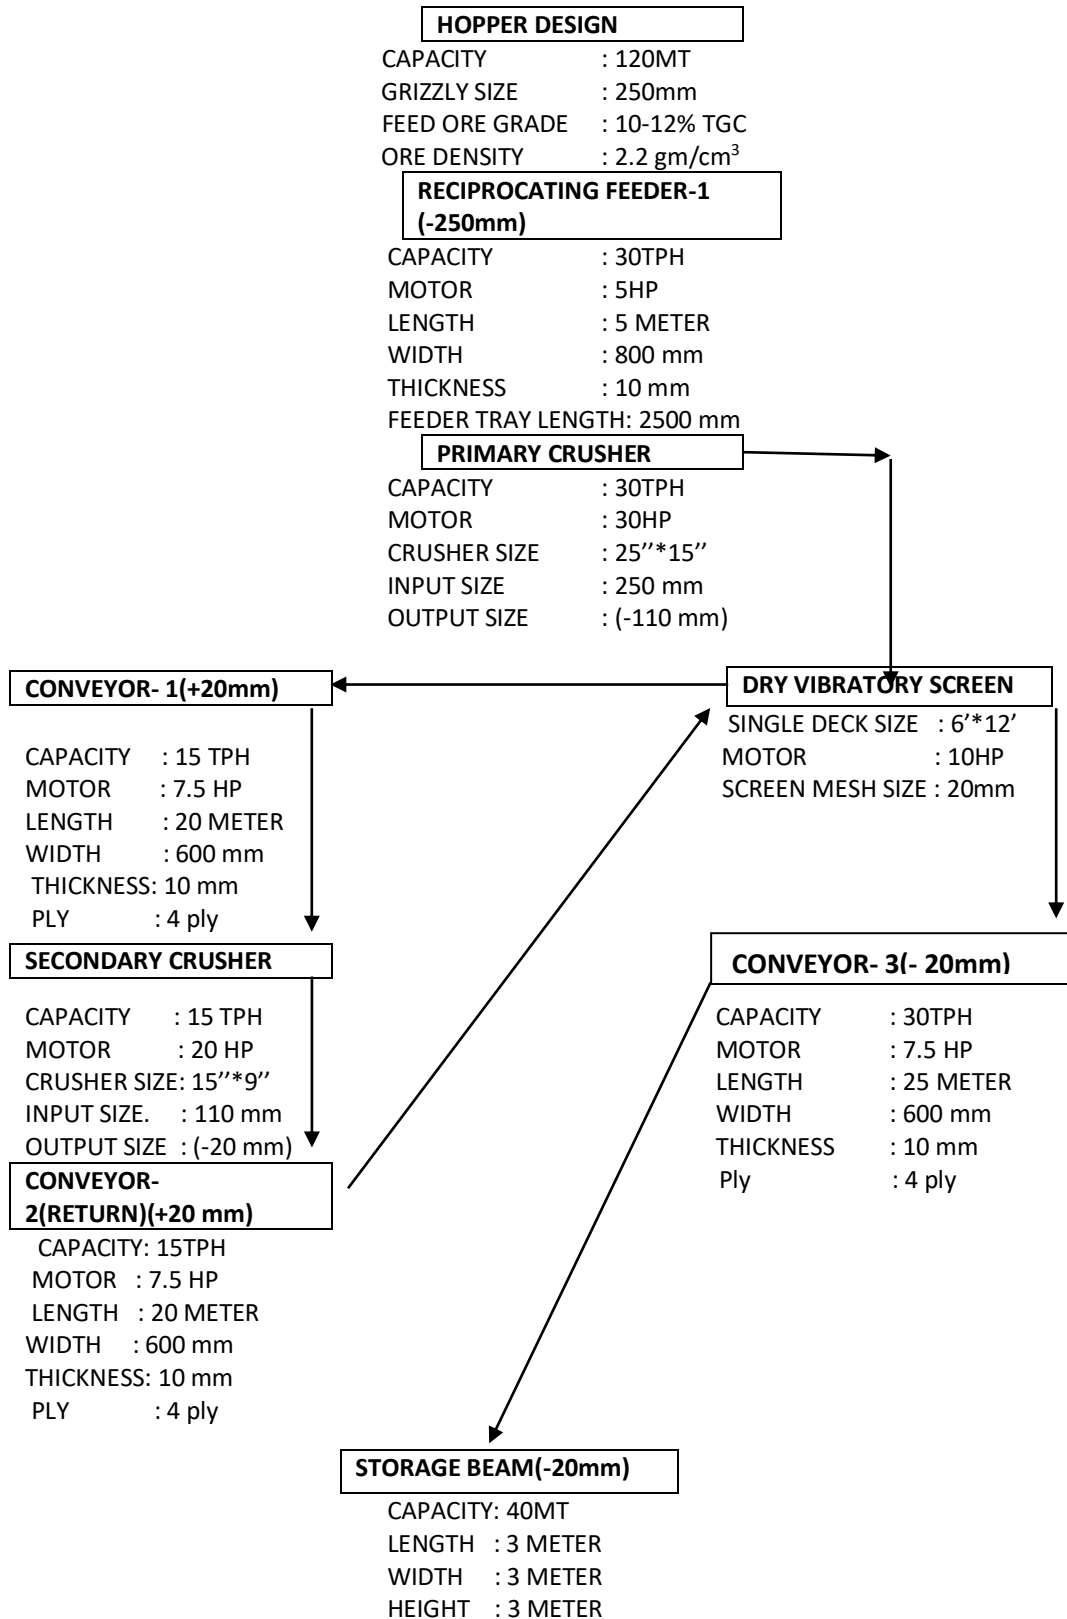 HOPPER DESIGN
CAPACITY : 120MT
GRIZZLY SIZE : 250mm
FEED ORE GRADE : 10-12% TGC
ORE DENSITY : 2.2 gm/cm³
RECIPROCATING FEEDER-1
(-250mm)
CAPACITY : 30TPH
MOTOR : 5HP
LENGTH : 5 METER
WIDTH : 800 mm
THICKNESS : 10 mm
FEEDER TRAY LENGTH: 2500 mm
PRIMARY CRUSHER
CAPACITY : 30TPH
MOTOR : 30HP
CRUSHER SIZE : 25’’*15’’
INPUT SIZE : 250 mm
OUTPUT SIZE : (-110 mm)
DRY VIBRATORY SCREEN
SINGLE DECK SIZE : 6’*12’
MOTOR : 10HP
SCREEN MESH SIZE : 20mm
CONVEYOR- 1(+20mm)
CAPACITY : 15 TPH
MOTOR : 7.5 HP
LENGTH : 20 METER
WIDTH : 600 mm
THICKNESS: 10 mm
PLY : 4 ply
SECONDARY CRUSHER
CAPACITY : 15 TPH
MOTOR : 20 HP
CRUSHER SIZE: 15’’*9’’
INPUT SIZE. : 110 mm
OUTPUT SIZE : (-20 mm)
CONVEYOR-
2(RETURN)(+20 mm)
CAPACITY: 15TPH
MOTOR : 7.5 HP
LENGTH : 20 METER
WIDTH : 600 mm
THICKNESS: 10 mm
PLY : 4 ply
CONVEYOR- 3(- 20mm)
CAPACITY : 30TPH
MOTOR : 7.5 HP
LENGTH : 25 METER
WIDTH : 600 mm
THICKNESS : 10 mm
Ply : 4 ply
STORAGE BEAM(-20mm)
CAPACITY: 40MT
LENGTH : 3 METER
WIDTH : 3 METER
HEIGHT : 3 METER